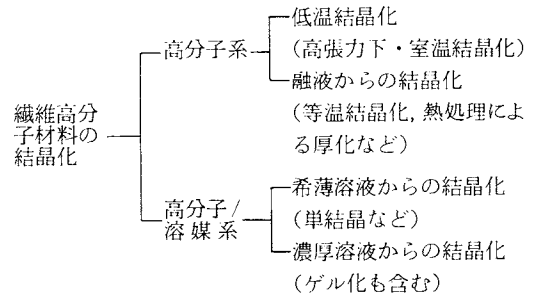 繊維高分
子材料の
結晶化
高分子系
低温結晶化
(高張力下・室温結晶化)
融液からの結晶化
(等温結晶化, 熱処理によ
る厚化など)
高分子/
溶媒系
希薄溶液からの結晶化
(単結晶など)
濃厚溶液からの結晶化
(ゲル化も含む)